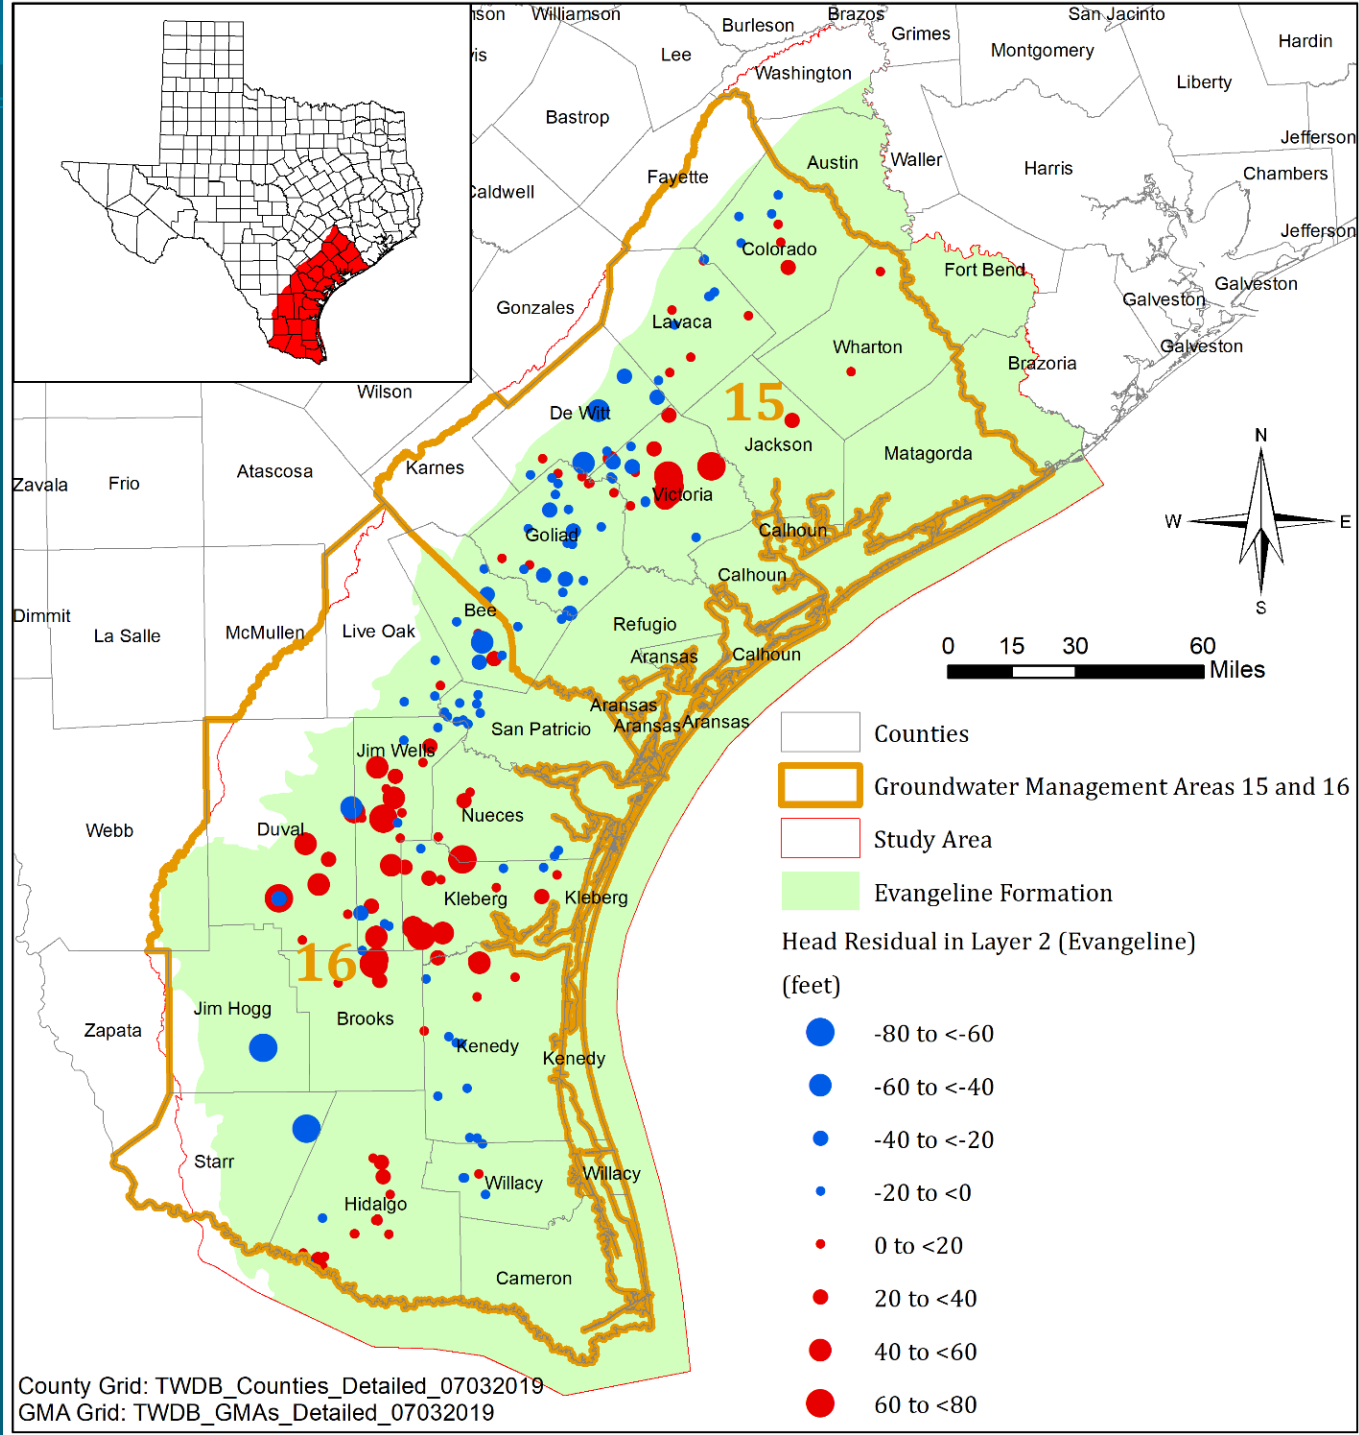 Williamson
Burleson
Brazos
San Jacinto
Grimes
Hardin
Lee
Montgomery
Washington
Liberty
Bastrop
Jefferson
Austin
Waller
Harris
Chambers
Fayette
Jefferson
Colorado
Fort Bend
Galveston
Galveston
Gonzales
Lavaca
Wharton
Galveston
Brazoria
Wilson
15
De Witt
Jackson
Matagorda
N
Karnes
Atascosa
Zavala
Frio
Victoria
W
E
Goliad
Calhoun
Calhoun
S
Bee
Dimmit
La Salle
McMullen
Live Oak
Refugio
0 15 30 60
Miles
Aransas
Calhoun
Aransas
Aransas
Aransas
San Patricio
Counties
Jim Wells
Groundwater Management Areas 15 and 16
Nueces
Webb
Duval
Study Area
Kleberg
Kleberg
Evangeline Formation
Head Residual in Layer 2 (Evangeline)
(feet)
16
Jim Hogg
Brooks
Zapata
Kenedy
Kenedy
-80 to <-60
-60 to <-40
-40 to <-20
Starr
Willacy
Willacy
-20 to <0
Hidalgo
0 to <20
Cameron
20 to <40
40 to <60
60 to <80
County Grid: TWDB_Counties_Detailed_07032019
GMA Grid: TWDB_GMAs_Detailed_07032019